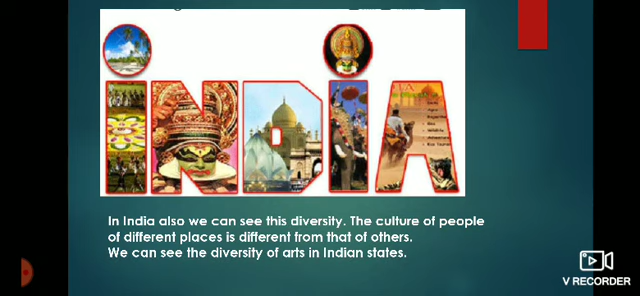 INDIA
In India also we can see this diversity. The culture of people
of different places is different from that of others.
We can see the diversity of arts in Indian states.
V RECORDER